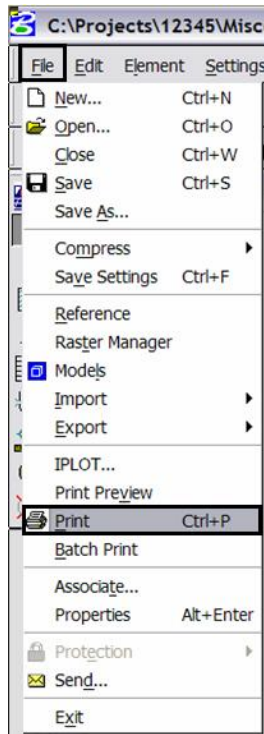 C:\Projects\12345\Misc
File Edit Element Settings
New... Ctrl+N
Open... Ctrl+O
Close Ctrl+W
Save Ctrl+S
Save As...
Compress
Save Settings Ctrl+F
Reference
Raster Manager
Models
Import
Export
IPLOT...
Print Preview
Print Ctrl+P
Batch Print
Associate...
Properties Alt+Enter
Protection
Send...
Exit